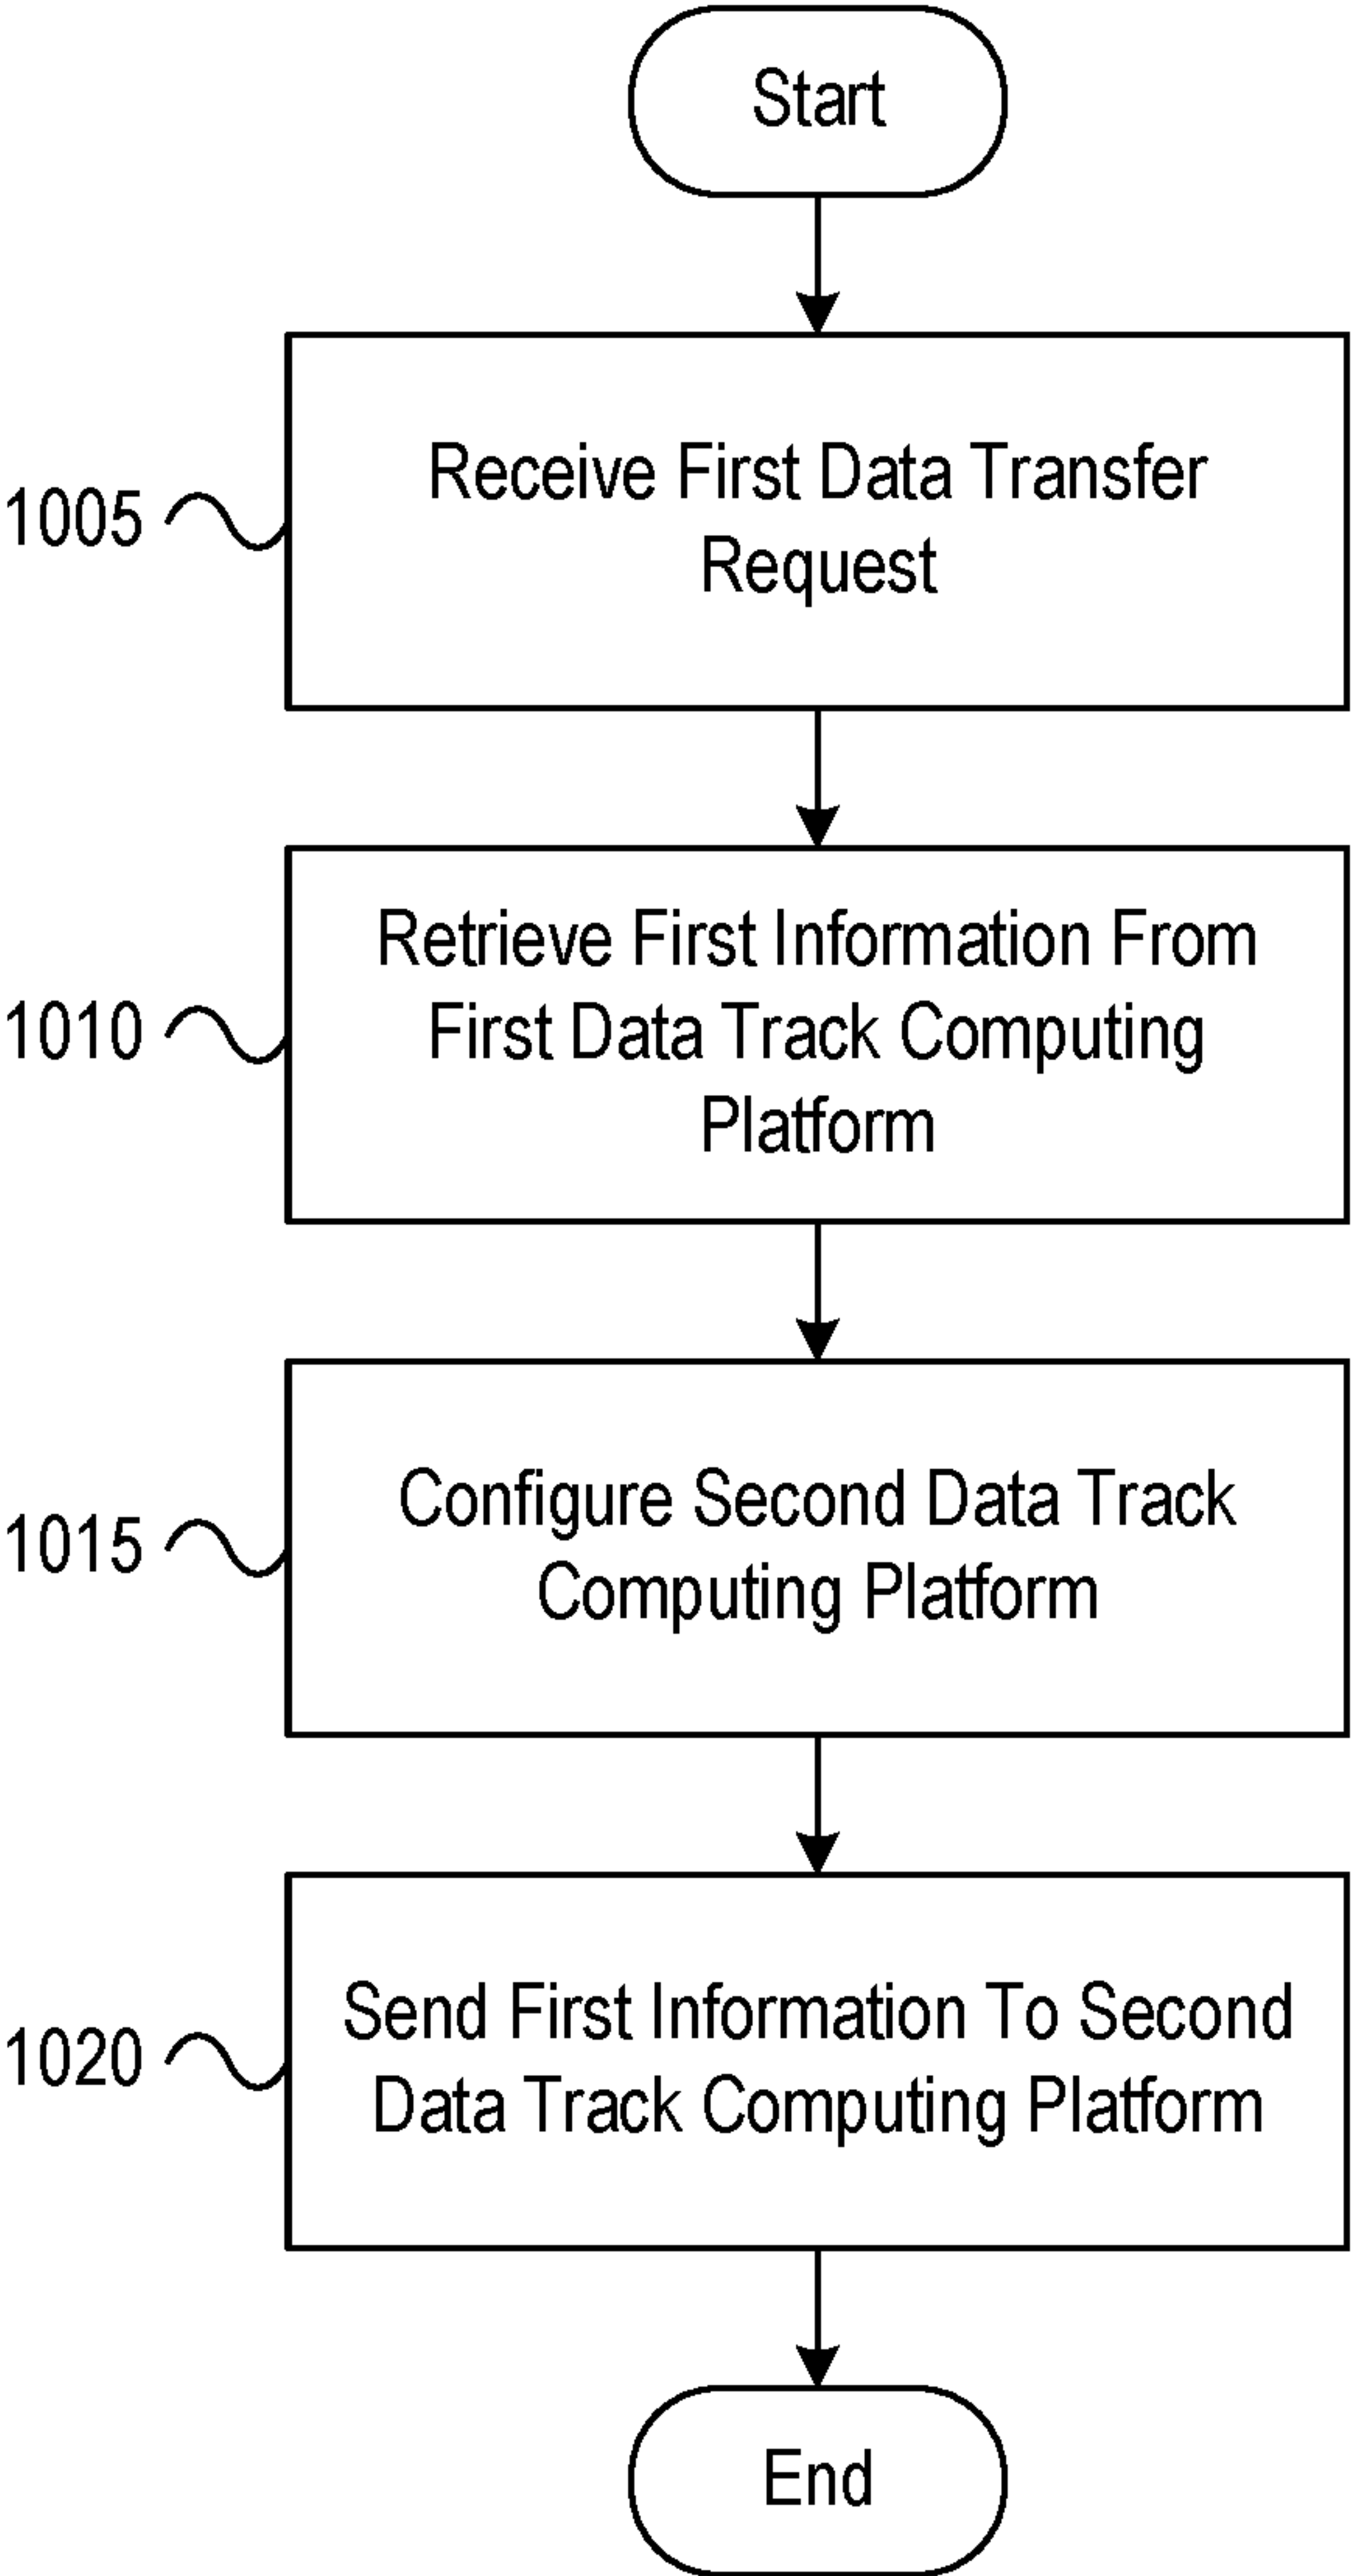 Start
1005
Receive First Data Transfer
Request
1010
Retrieve First Information From
First Data Track Computing
Platform
1015
Configure Second Data Track
Computing Platform
1020
Send First Information To Second
Data Track Computing Platform
End